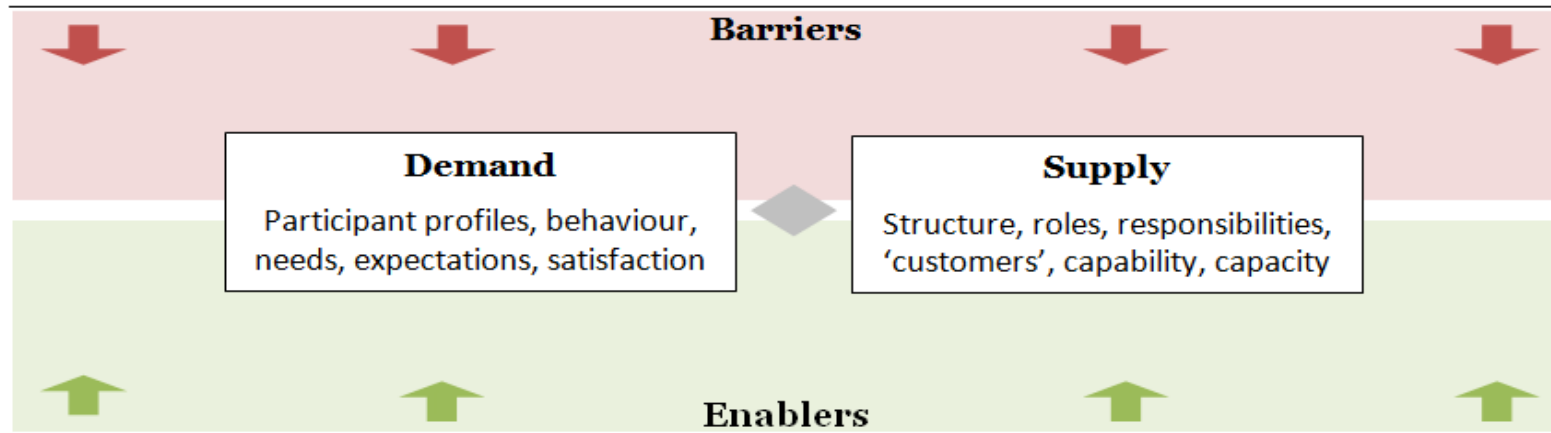 Barriers
Demand
Participant profiles, behaviour,
needs, expectations, satisfaction
Supply
Structure, roles, responsibilities,
‘customers’, capability, capacity
Enablers